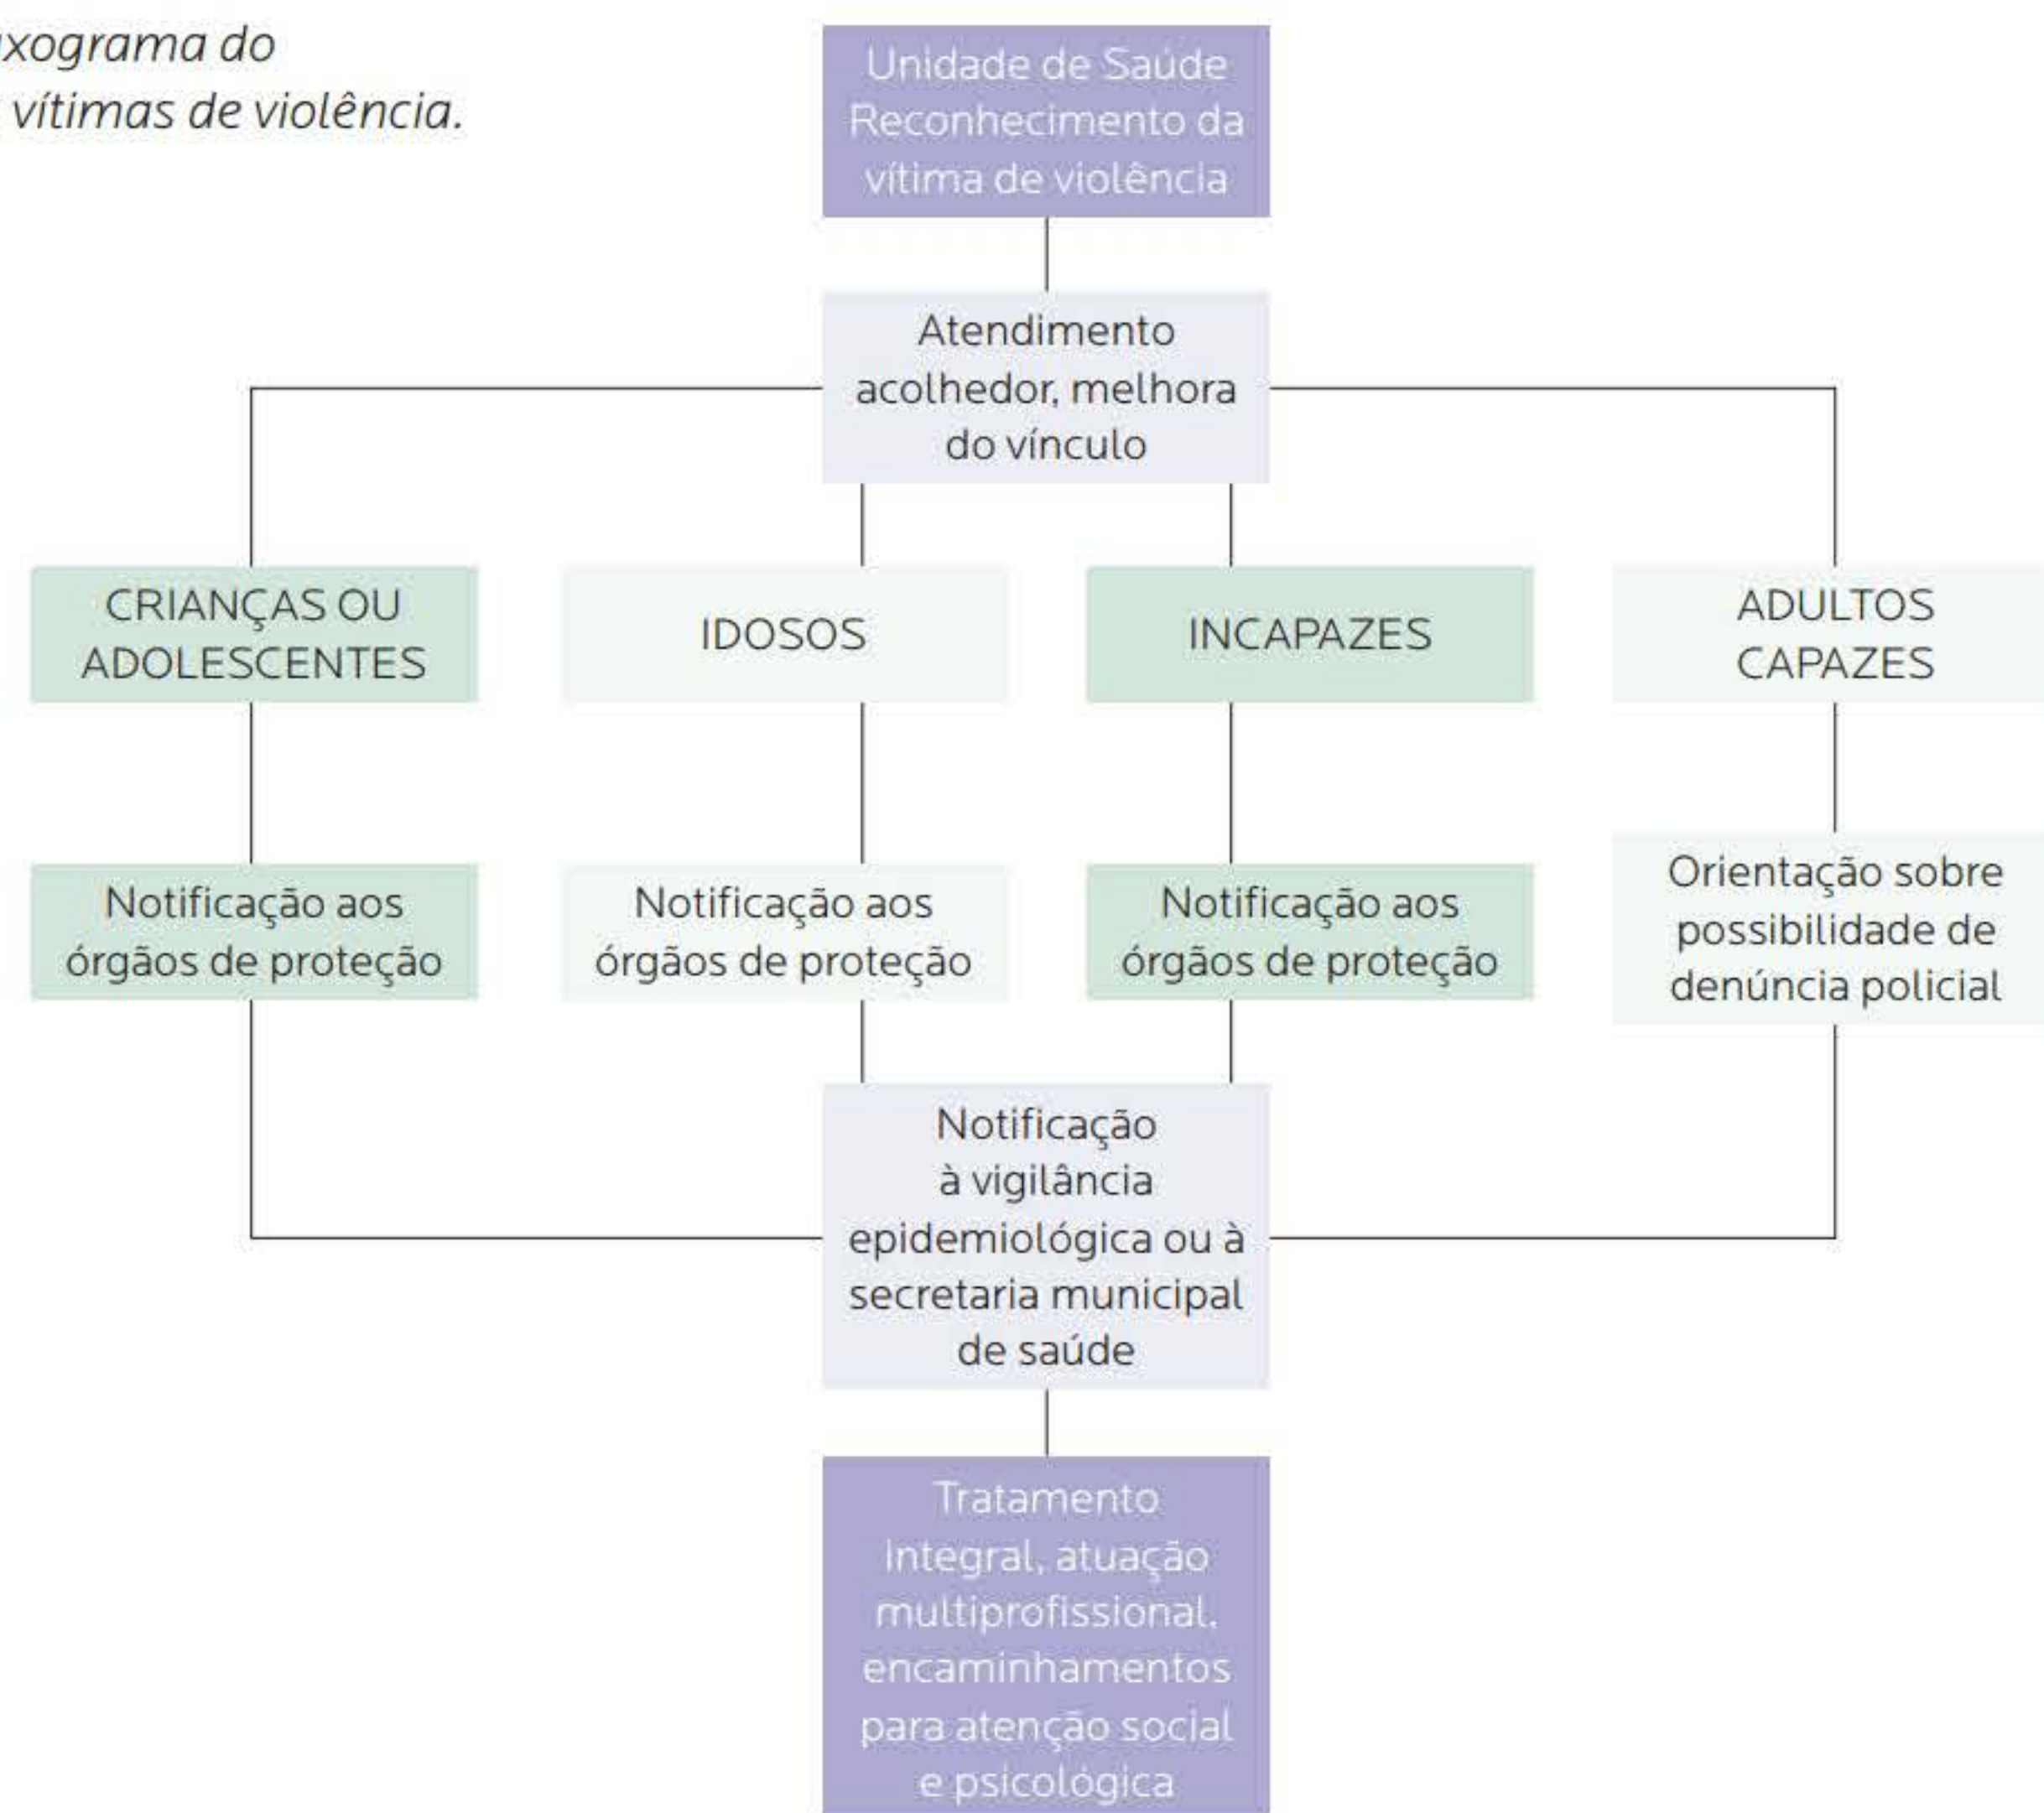 xograma do
vítimas de violência.
Unidade de Saúde
Reconhecimento da
vítima de violência
Atendimento
acolhedor, melhora
do vínculo
CRIANÇAS OU
ADOLESCENTES
IDOSOS
INCAPAZES
ADULTOS
CAPAZES
Notificação aos
órgãos de proteção
Notificação aos
órgãos de proteção
Notificação aos
órgãos de proteção
Orientação sobre
possibilidade de
denúncia policial
Notificação
à vigilância
epidemiológica ou à
secretaria municipal
de saúde
Tratamento
integral, atuação
multiprofissional,
encaminhamentos
para atenção social
e psicológica